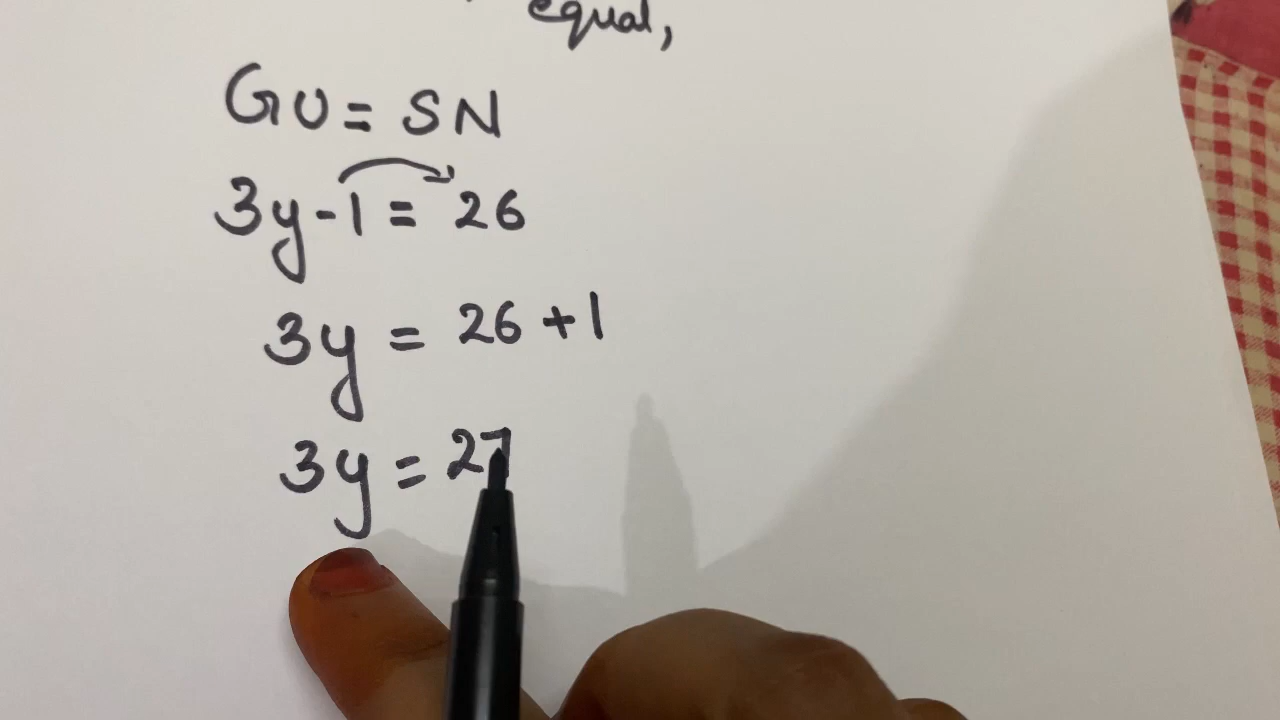 equal,
GU = SN
3y - 1 = 26
3y = 26 + 1
3y = 27